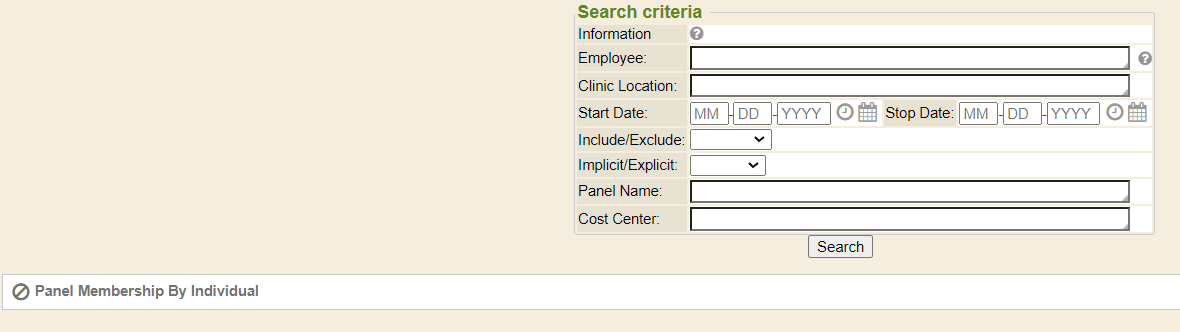 Search criteria
Information
Employee:
Clinic Location:
Start Date: MM - DD - YYYY Stop Date: MM - DD - YYYY
Include/Exclude:
Implicit/Explicit:
Panel Name:
Cost Center:
Search
Panel Membership By Individual